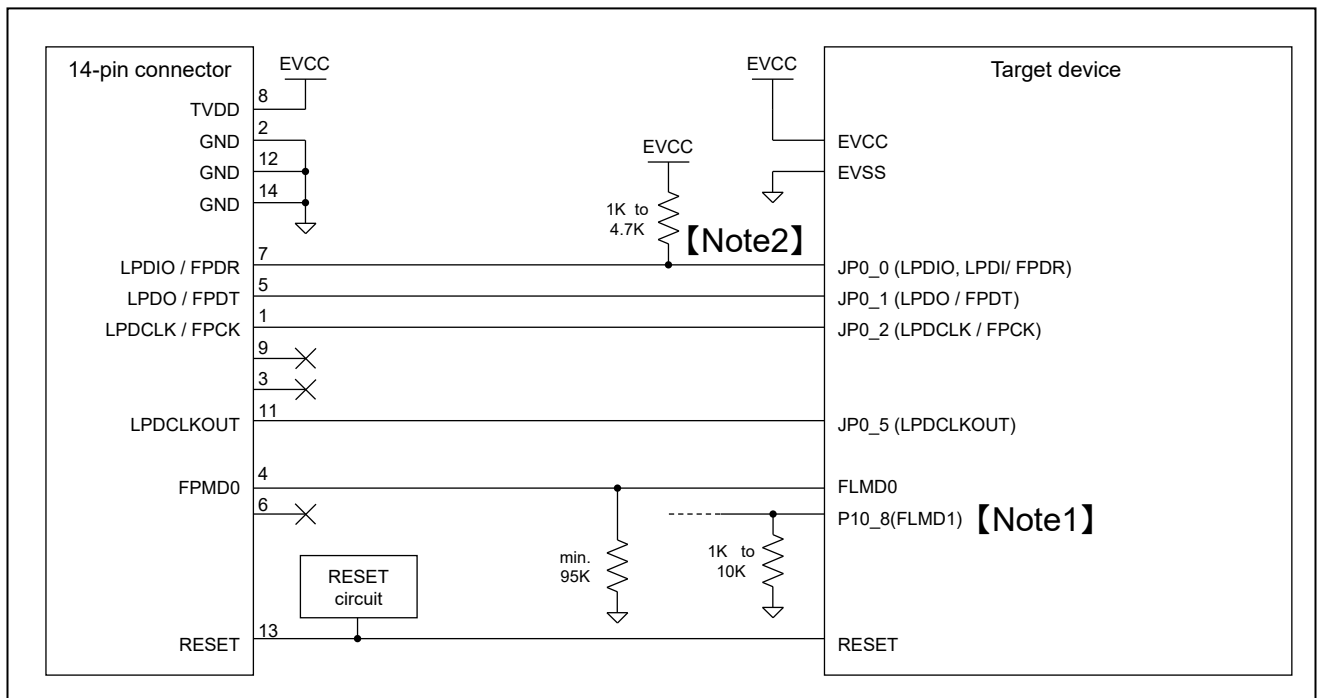 14-pin connector
EVCC
EVCC
Target device
8
TVDD
2
GND
12
GND
14
GND
EVCC
EVCC
EVSS
1K to
4.7K
【Note2】
7
LPDIO / FPDR
JP0_0 (LPDIO, LPDI/ FPDR)
5
LPDO / FPDT
JP0_1 (LPDO / FPDT)
1
LPDCLK / FPCK
JP0_2 (LPDCLK / FPCK)
9
3
11
LPDCLKOUT
JP0_5 (LPDCLKOUT)
4
FPMD0
FLMD0
6
P10_8(FLMD1)
【Note1】
min.
95K
1K to
10K
RESET
circuit
13
RESET
RESET